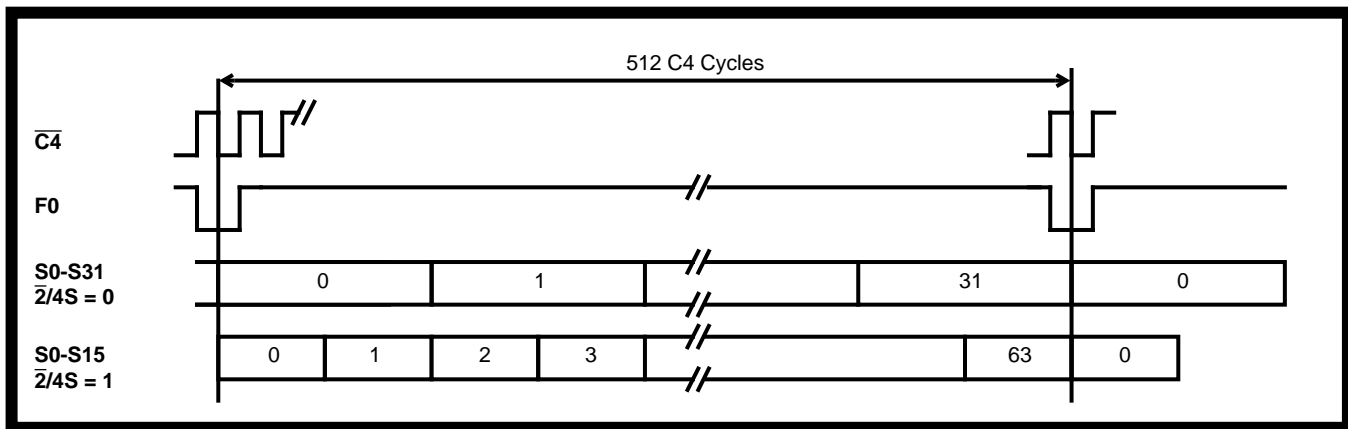 512 C4 Cycles
C̅4̅
F0
S0-S31
2̅/4S = 0
0 1 31 0
S0-S15
2̅/4S = 1
0 1 2 3 63 0